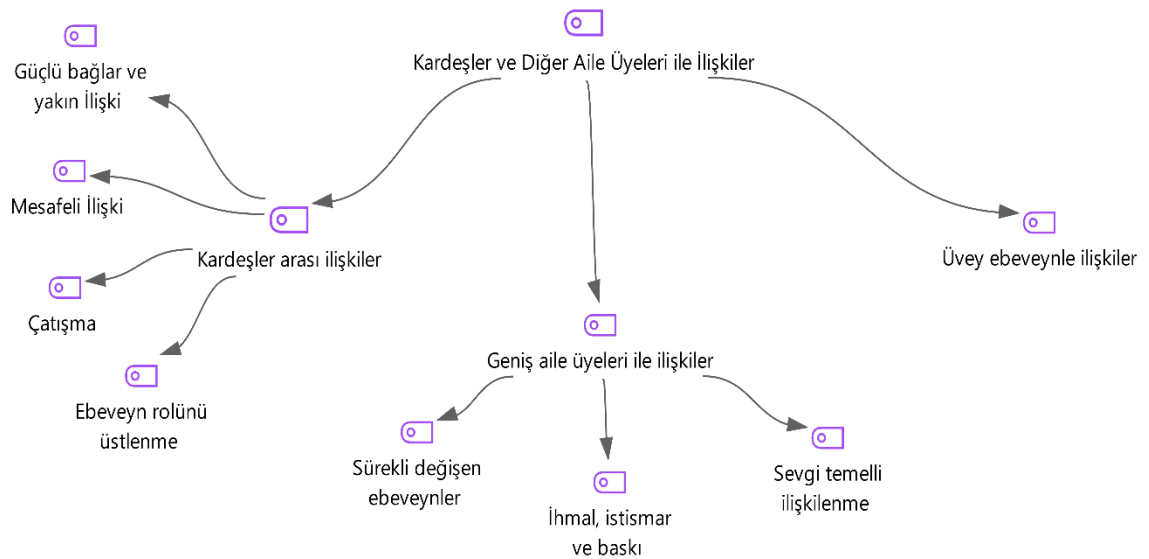 Kardeşler ve Diğer Aile Üyeleri ile İlişkiler
Güçlü bağlar ve
yakın İlişki
Mesafeli İlişki
Kardeşler arası ilişkiler
Çatışma
Ebeveyn rolünü
üstlenme
Geniş aile üyeleri ile ilişkiler
Sürekli değişen
ebeveynler
İhmal, istismar
ve baskı
Sevgi temelli
ilişkilenme
Üvey ebeveynle ilişkiler